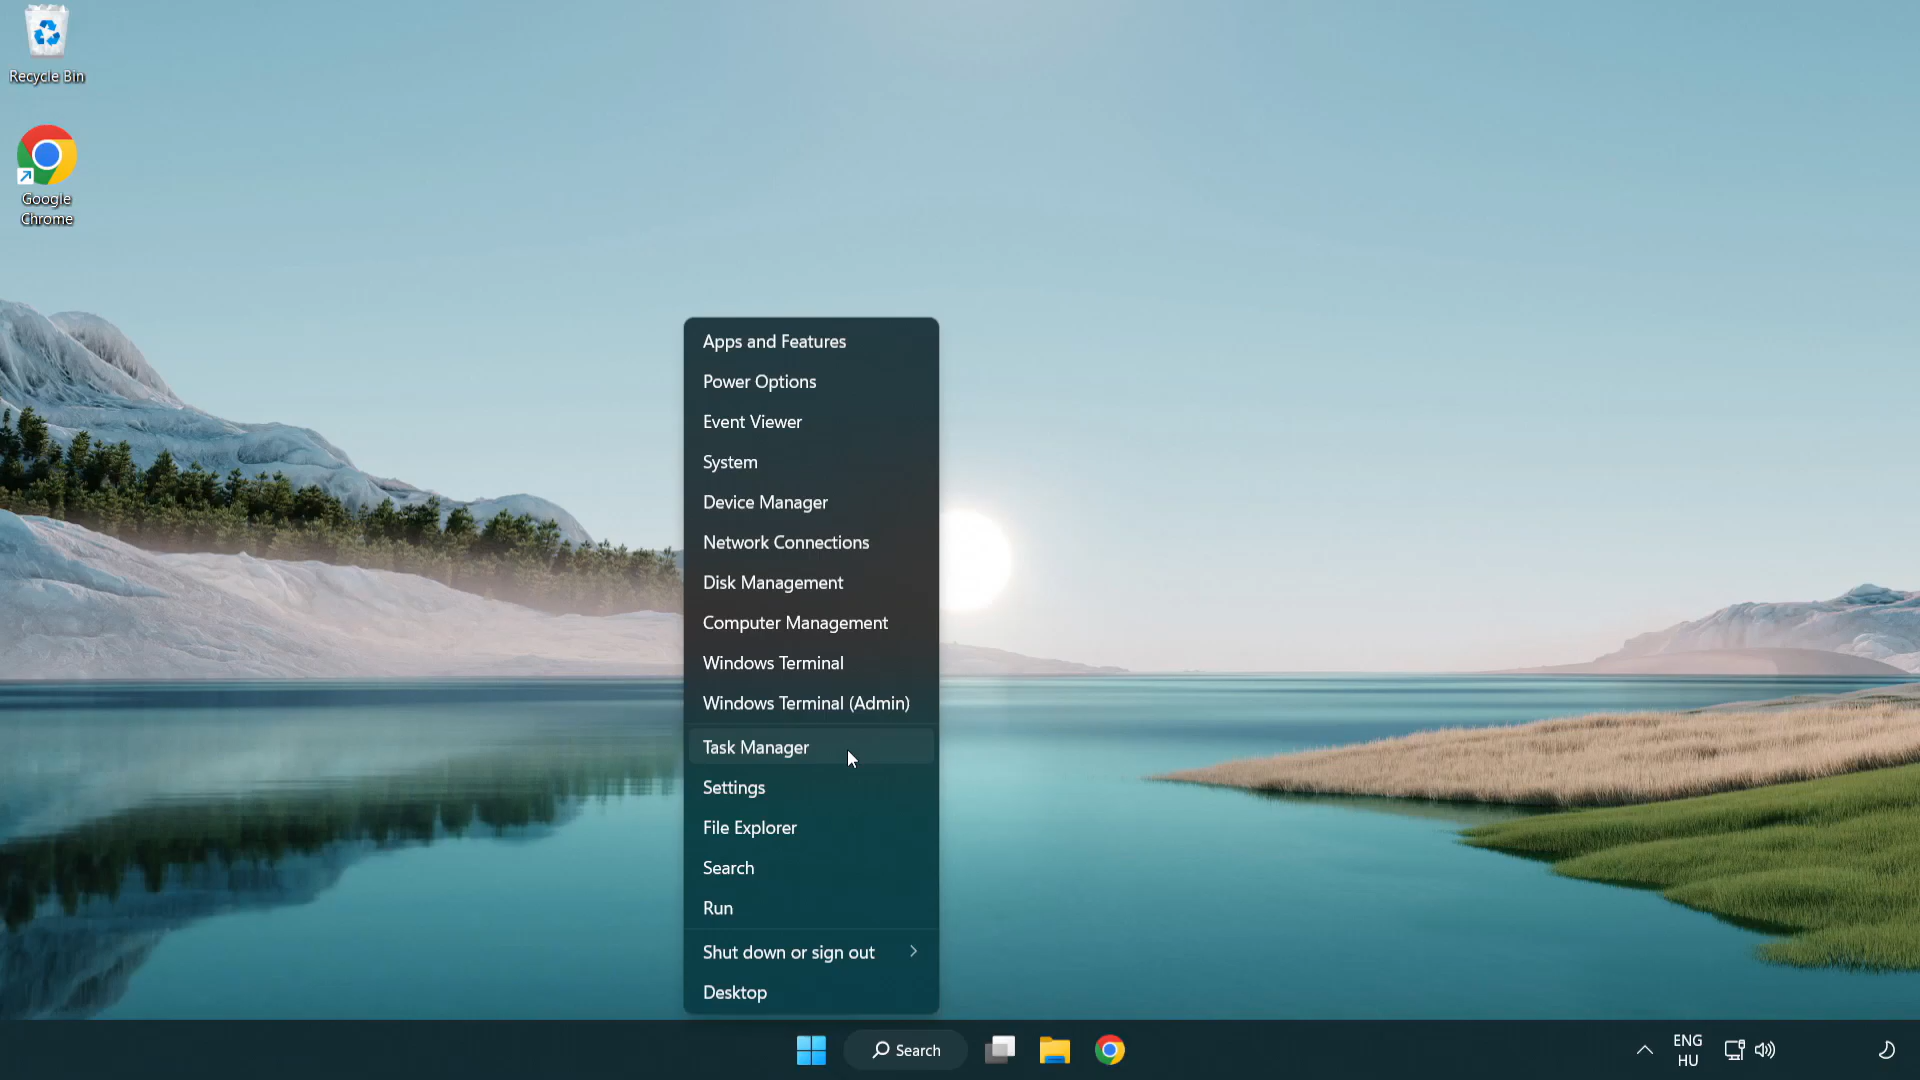 Recycle Bin
Google
Chrome
Apps and Features
Power Options
Event Viewer
System
Device Manager
Network Connections
Disk Management
Computer Management
Windows Terminal
Windows Terminal (Admin)
Task Manager
Settings
File Explorer
Search
Run
Shut down or sign out
Desktop
Search
ENG
HU